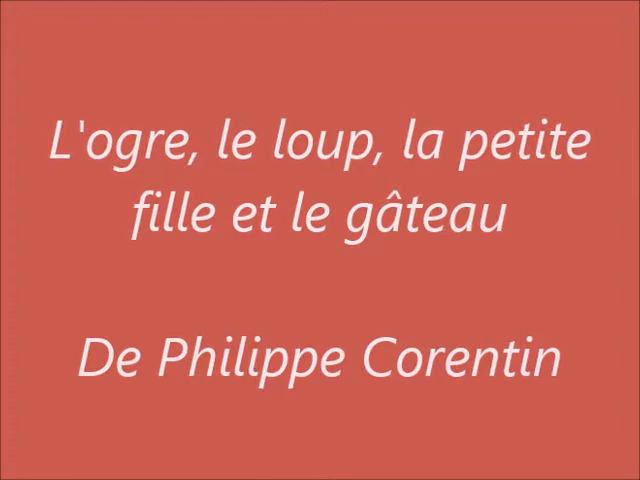 L'ogre, le loup, la petite
fille et le gâteau
De Philippe Corentin